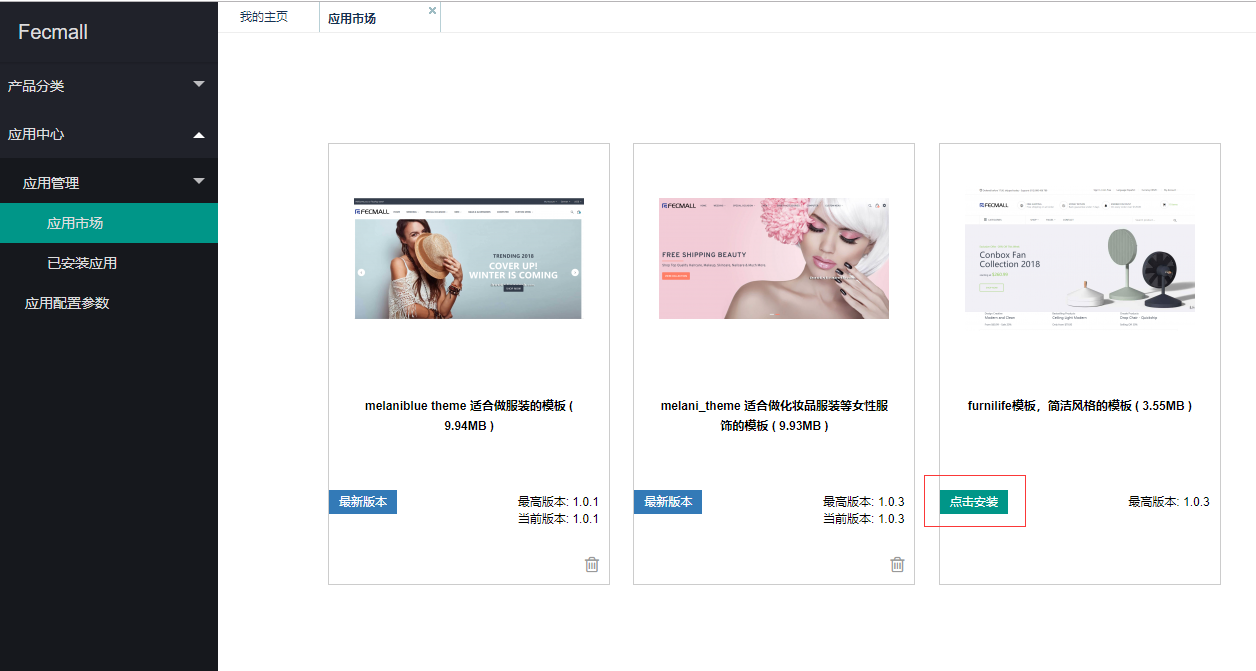 Fecmall
我的主页
应用市场
产品分类
应用中心
应用管理
应用市场
已安装应用
应用配置参数
FECMALL
TRENDING 2018
COVER UP!
WINTER IS COMING
melaniblue theme 适合做服装的模板 (
9.94MB )
最新版本
最高版本: 1.0.1
当前版本: 1.0.1
FECMALL
FREE SHIPPING BEAUTY
melani_theme 适合做化妆品服装等女性服
饰的模板 ( 9.93MB )
最新版本
最高版本: 1.0.3
当前版本: 1.0.3
FECMALL
Conbox Fan
Collection 2018
Modern and Clean
Ceiling Light Modern
furnilife模板，简洁风格的模板 ( 3.55MB )
点击安装
最高版本: 1.0.3